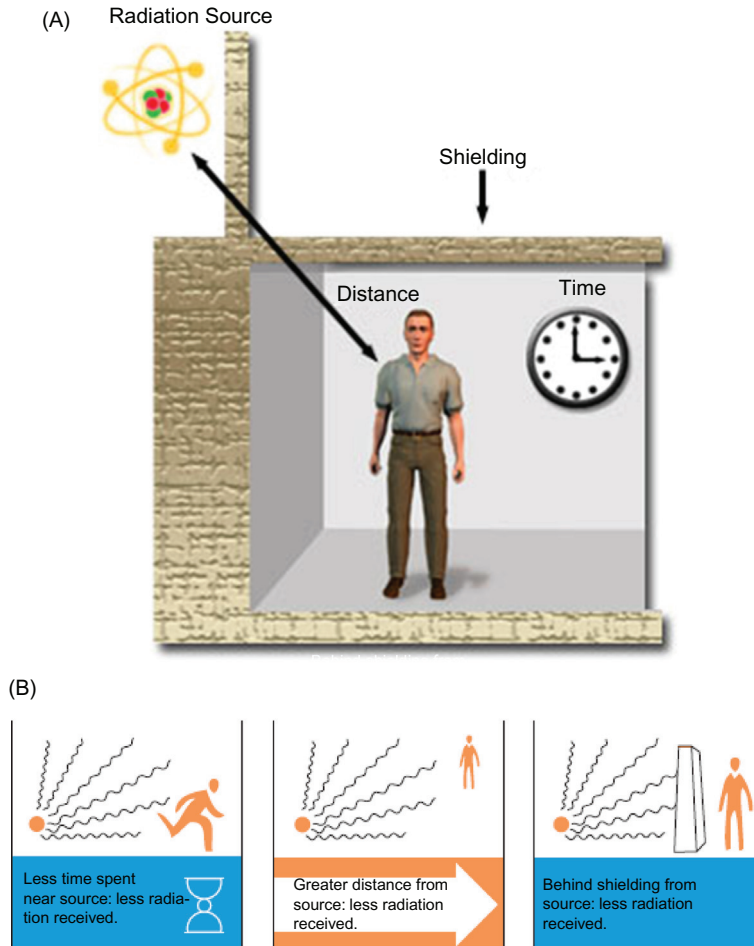 (A)
Radiation Source
Shielding
Distance
Time
(B)
Less time spent
near source: less radia-
tion received.
Greater distance from
source: less radiation
received.
Behind shielding from
source: less radiation
received.